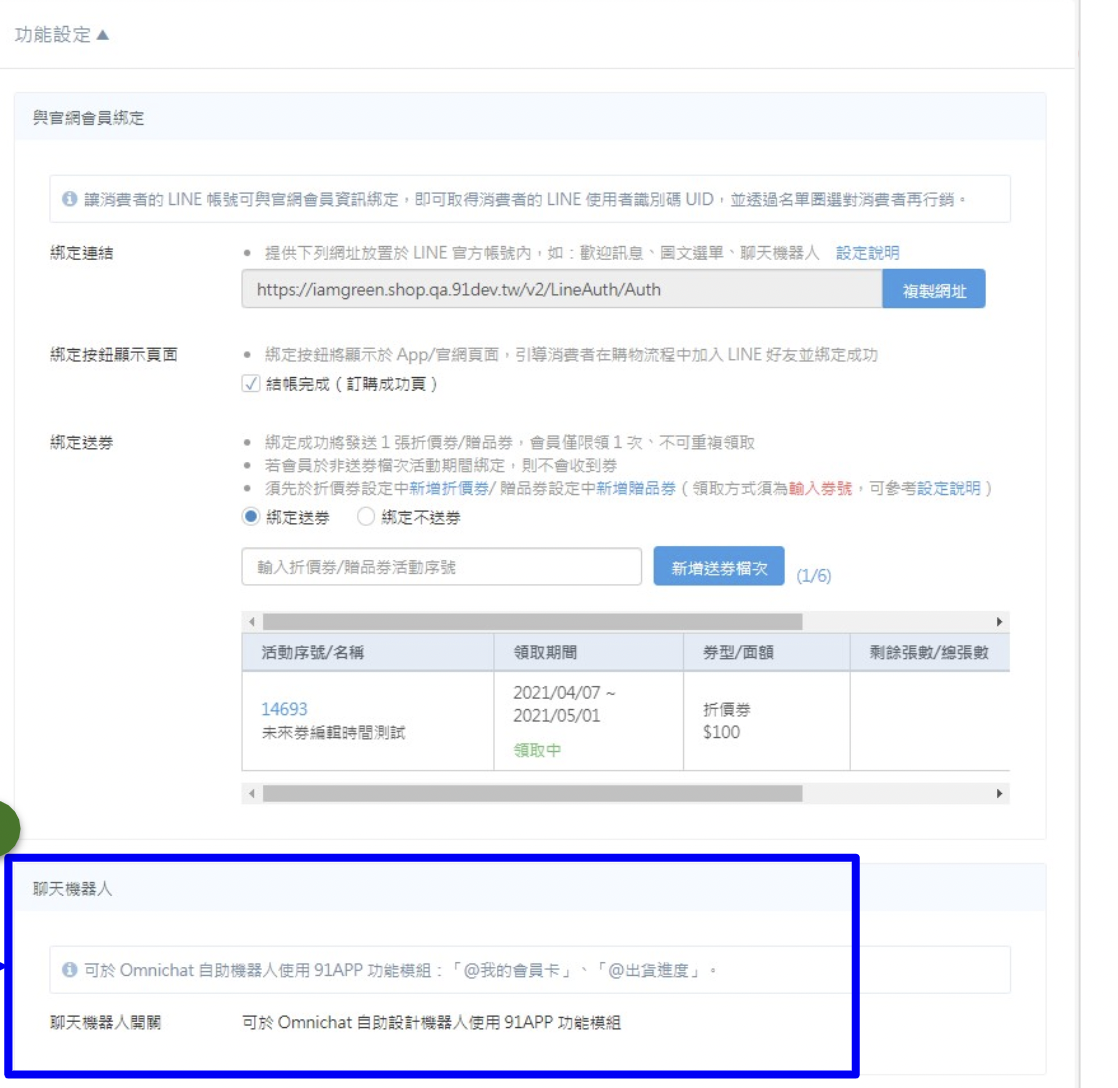 功能設定▲
與官網會員綁定
讓消費者的 LINE 帳號可與官網會員資訊綁定，即可取得消費者的 LINE 使用者識別碼 UID，並透過名單圈選對消費者再行銷。
綁定連結
• 提供下列網址放置於 LINE 官方帳號內，如：歡迎訊息、圖文選單、聊天機器人 設定說明
https://iamgreen.shop.qa.91dev.tw/v2/LineAuth/Auth 複製網址
綁定按鈕顯示頁面
• 綁定按鈕將顯示於 App/官網頁面，引導消費者在購物流程中加入 LINE 好友並綁定成功
結帳完成（訂購成功頁）
綁定送券
• 綁定成功將發送 1 張折價券/贈品券，會員僅限領 1 次、不可重複領取
• 若會員於非送券檔次活動期間綁定，則不會收到券
• 須先於折價券設定中新增折價券/ 贈品券設定中新增贈品券（領取方式須為輸入券號，可參考設定說明）
綁定送券 綁定不送券
輸入折價券/贈品券活動序號 新增送券檔次 (1/6)
活動序號/名稱 領取期間 券型/面額 剩餘張數/總張數
14693
未來券編輯時間測試
2021/04/07 ~
2021/05/01
領取中
折價券
$100
聊天機器人
可於 Omnichat 自助機器人使用 91APP 功能模組：「@我的會員卡」、「@出貨進度」。
聊天機器人開關 可於 Omnichat 自助設計機器人使用 91APP 功能模組